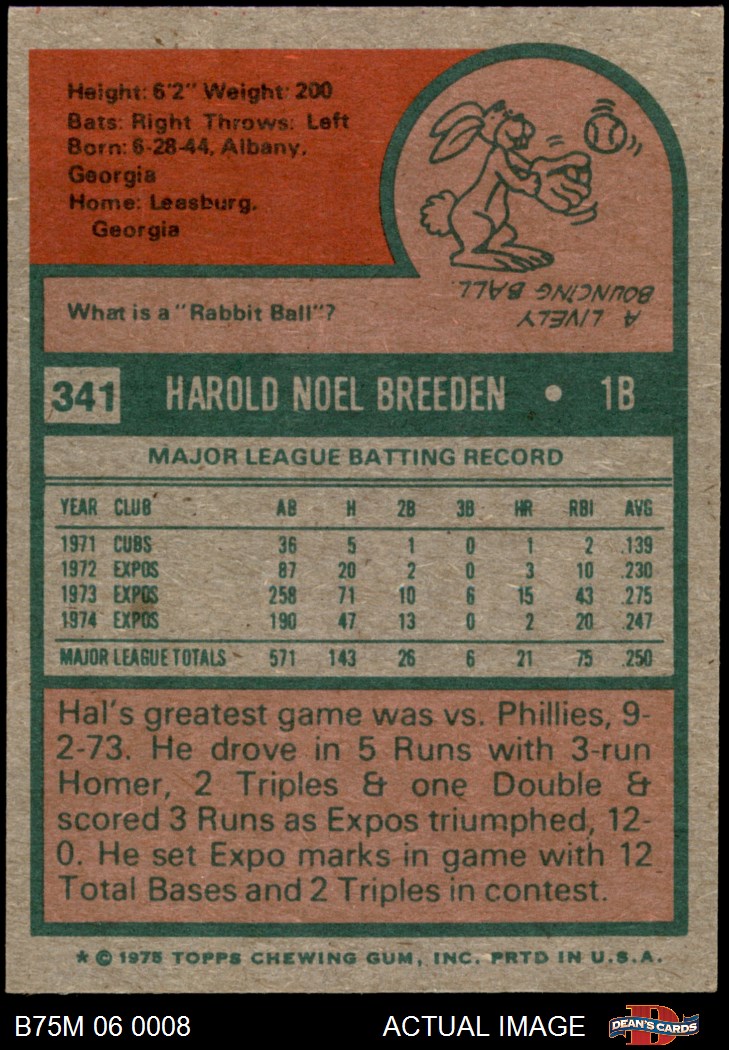 Height: 6'2" Weight: 200
Bats: Right Throws: Left
Born: 6-28-44, Albany,
Georgia
Home: Leesburg,
Georgia
What is a "Rabbit Ball"?
A LIVELY
BOUNCING BALL.
341 HAROLD NOEL BREEDEN • 1B
MAJOR LEAGUE BATTING RECORD
YEAR CLUB AB H 2B 3B HR RBI AVG
1971 CUBS 36 5 1 0 1 2 .139
1972 EXPOS 87 20 2 0 3 10 .230
1973 EXPOS 258 71 10 6 15 43 .275
1974 EXPOS 190 47 13 0 2 20 .247
MAJOR LEAGUE TOTALS 571 143 26 6 21 75 .250
Hal's greatest game was vs. Phillies, 9-
2-73. He drove in 5 Runs with 3-run
Homer, 2 Triples & one Double &
scored 3 Runs as Expos triumphed, 12-
0. He set Expo marks in game with 12
Total Bases and 2 Triples in contest.
* © 1975 TOPPS CHEWING GUM, INC. PRTD IN U.S.A.
B75M 06 0008 ACTUAL IMAGE DEAN'S CARDS